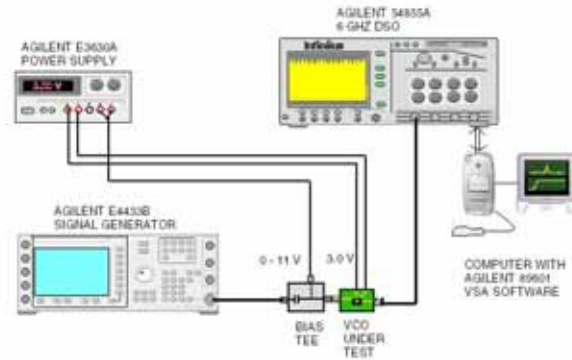 AGILENT 54855A
6-GHZ DSO
AGILENT E3630A
POWER SUPPLY
Infiniium
AGILENT E4433B
SIGNAL GENERATOR
0 - 11 V
3.0 V
BIAS
TEE
VCO
UNDER
TEST
COMPUTER WITH
AGILENT 89601
VSA SOFTWARE